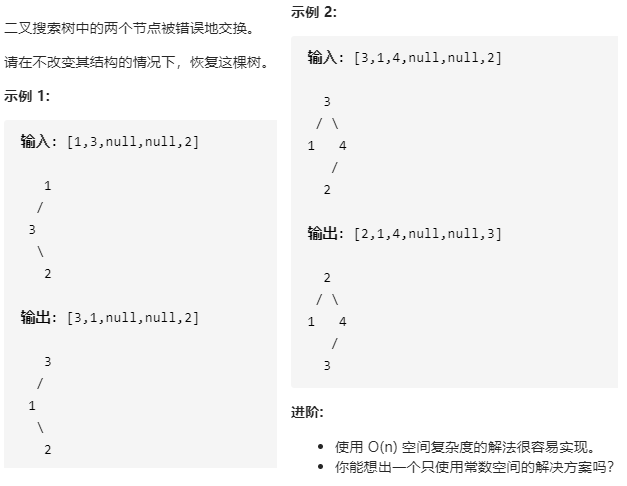 二叉搜索树中的两个节点被错误地交换。
请在不改变其结构的情况下，恢复这棵树。
示例 1:
输入: [1,3,null,null,2]
1
/
3
\
2
输出: [3,1,null,null,2]
3
/
1
\
2
示例 2:
输入: [3,1,4,null,null,2]
3
/ \
1 4
/
2
输出: [2,1,4,null,null,3]
2
/ \
1 4
/
3
进阶:
• 使用 O(n) 空间复杂度的解法很容易实现。
• 你能想出一个只使用常数空间的解决方案吗？